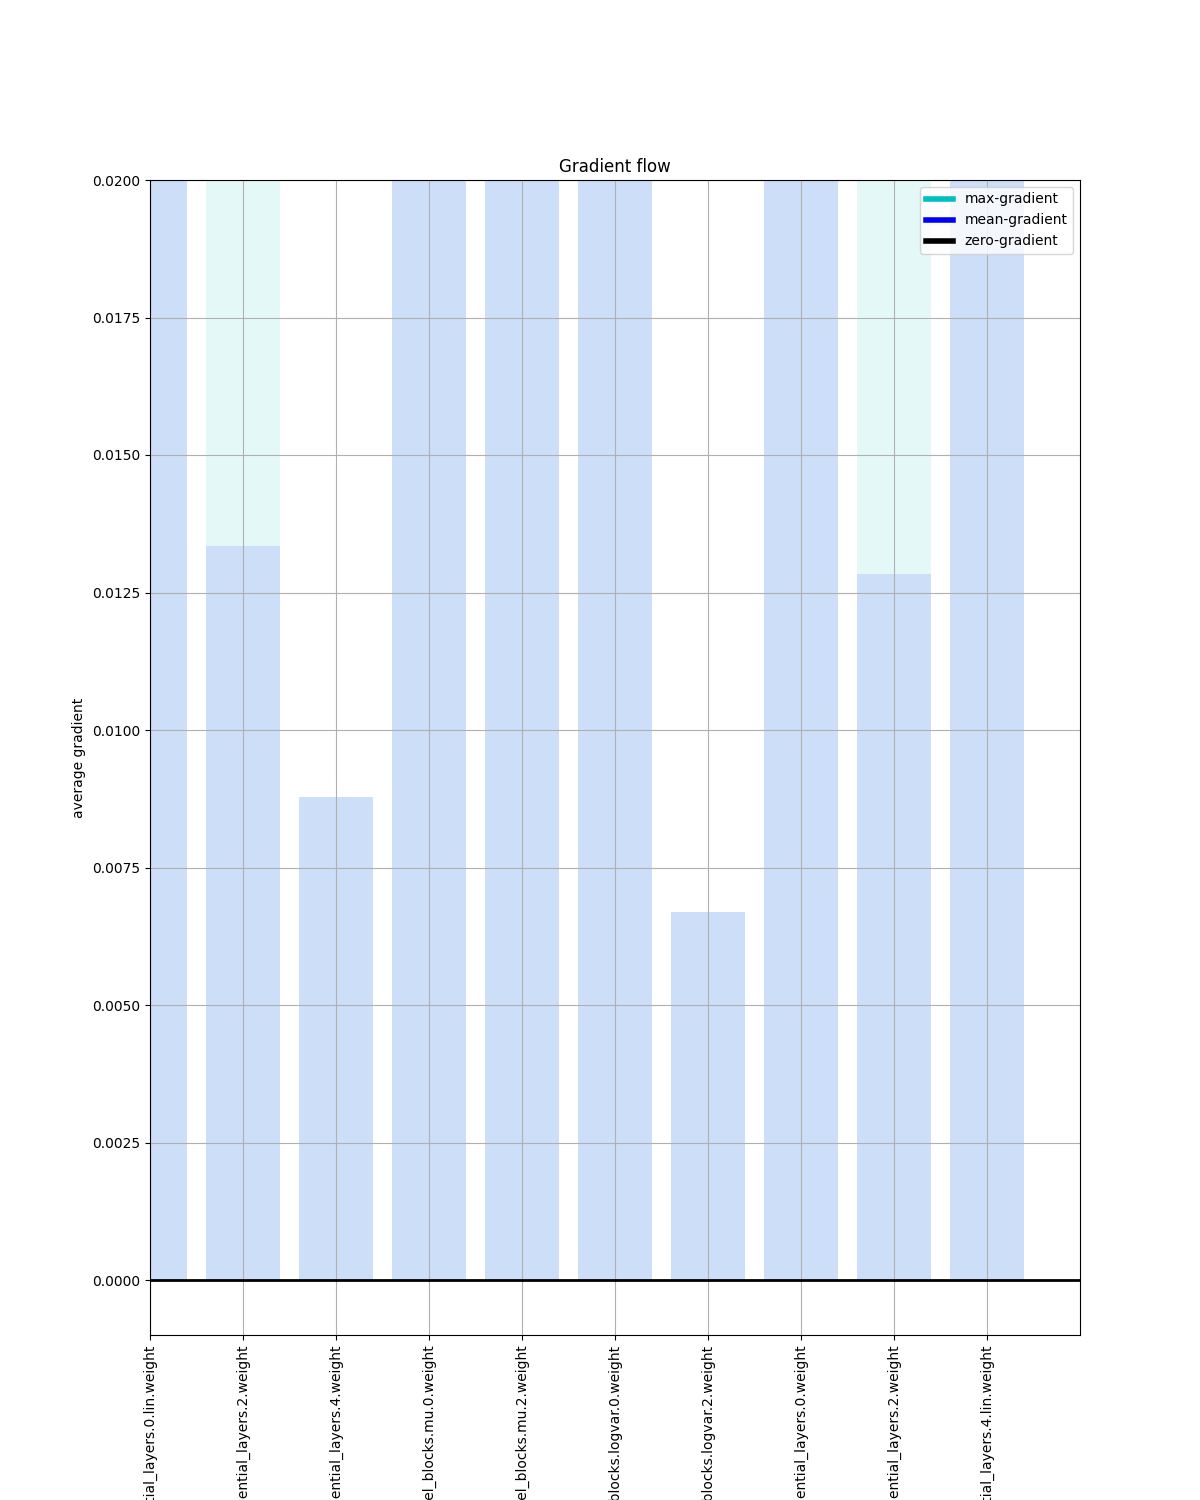 Gradient flow
max-gradient
mean-gradient
zero-gradient
0.0200
0.0175
0.0150
0.0125
0.0100
0.0075
0.0050
0.0025
0.0000
average gradient
tial_layers.0.lin.weight
ential_layers.2.weight
ential_layers.4.weight
el_blocks.mu.0.weight
el_blocks.mu.2.weight
blocks.logvar.0.weight
blocks.logvar.2.weight
ential_layers.0.weight
ential_layers.2.weight
tial_layers.4.lin.weight